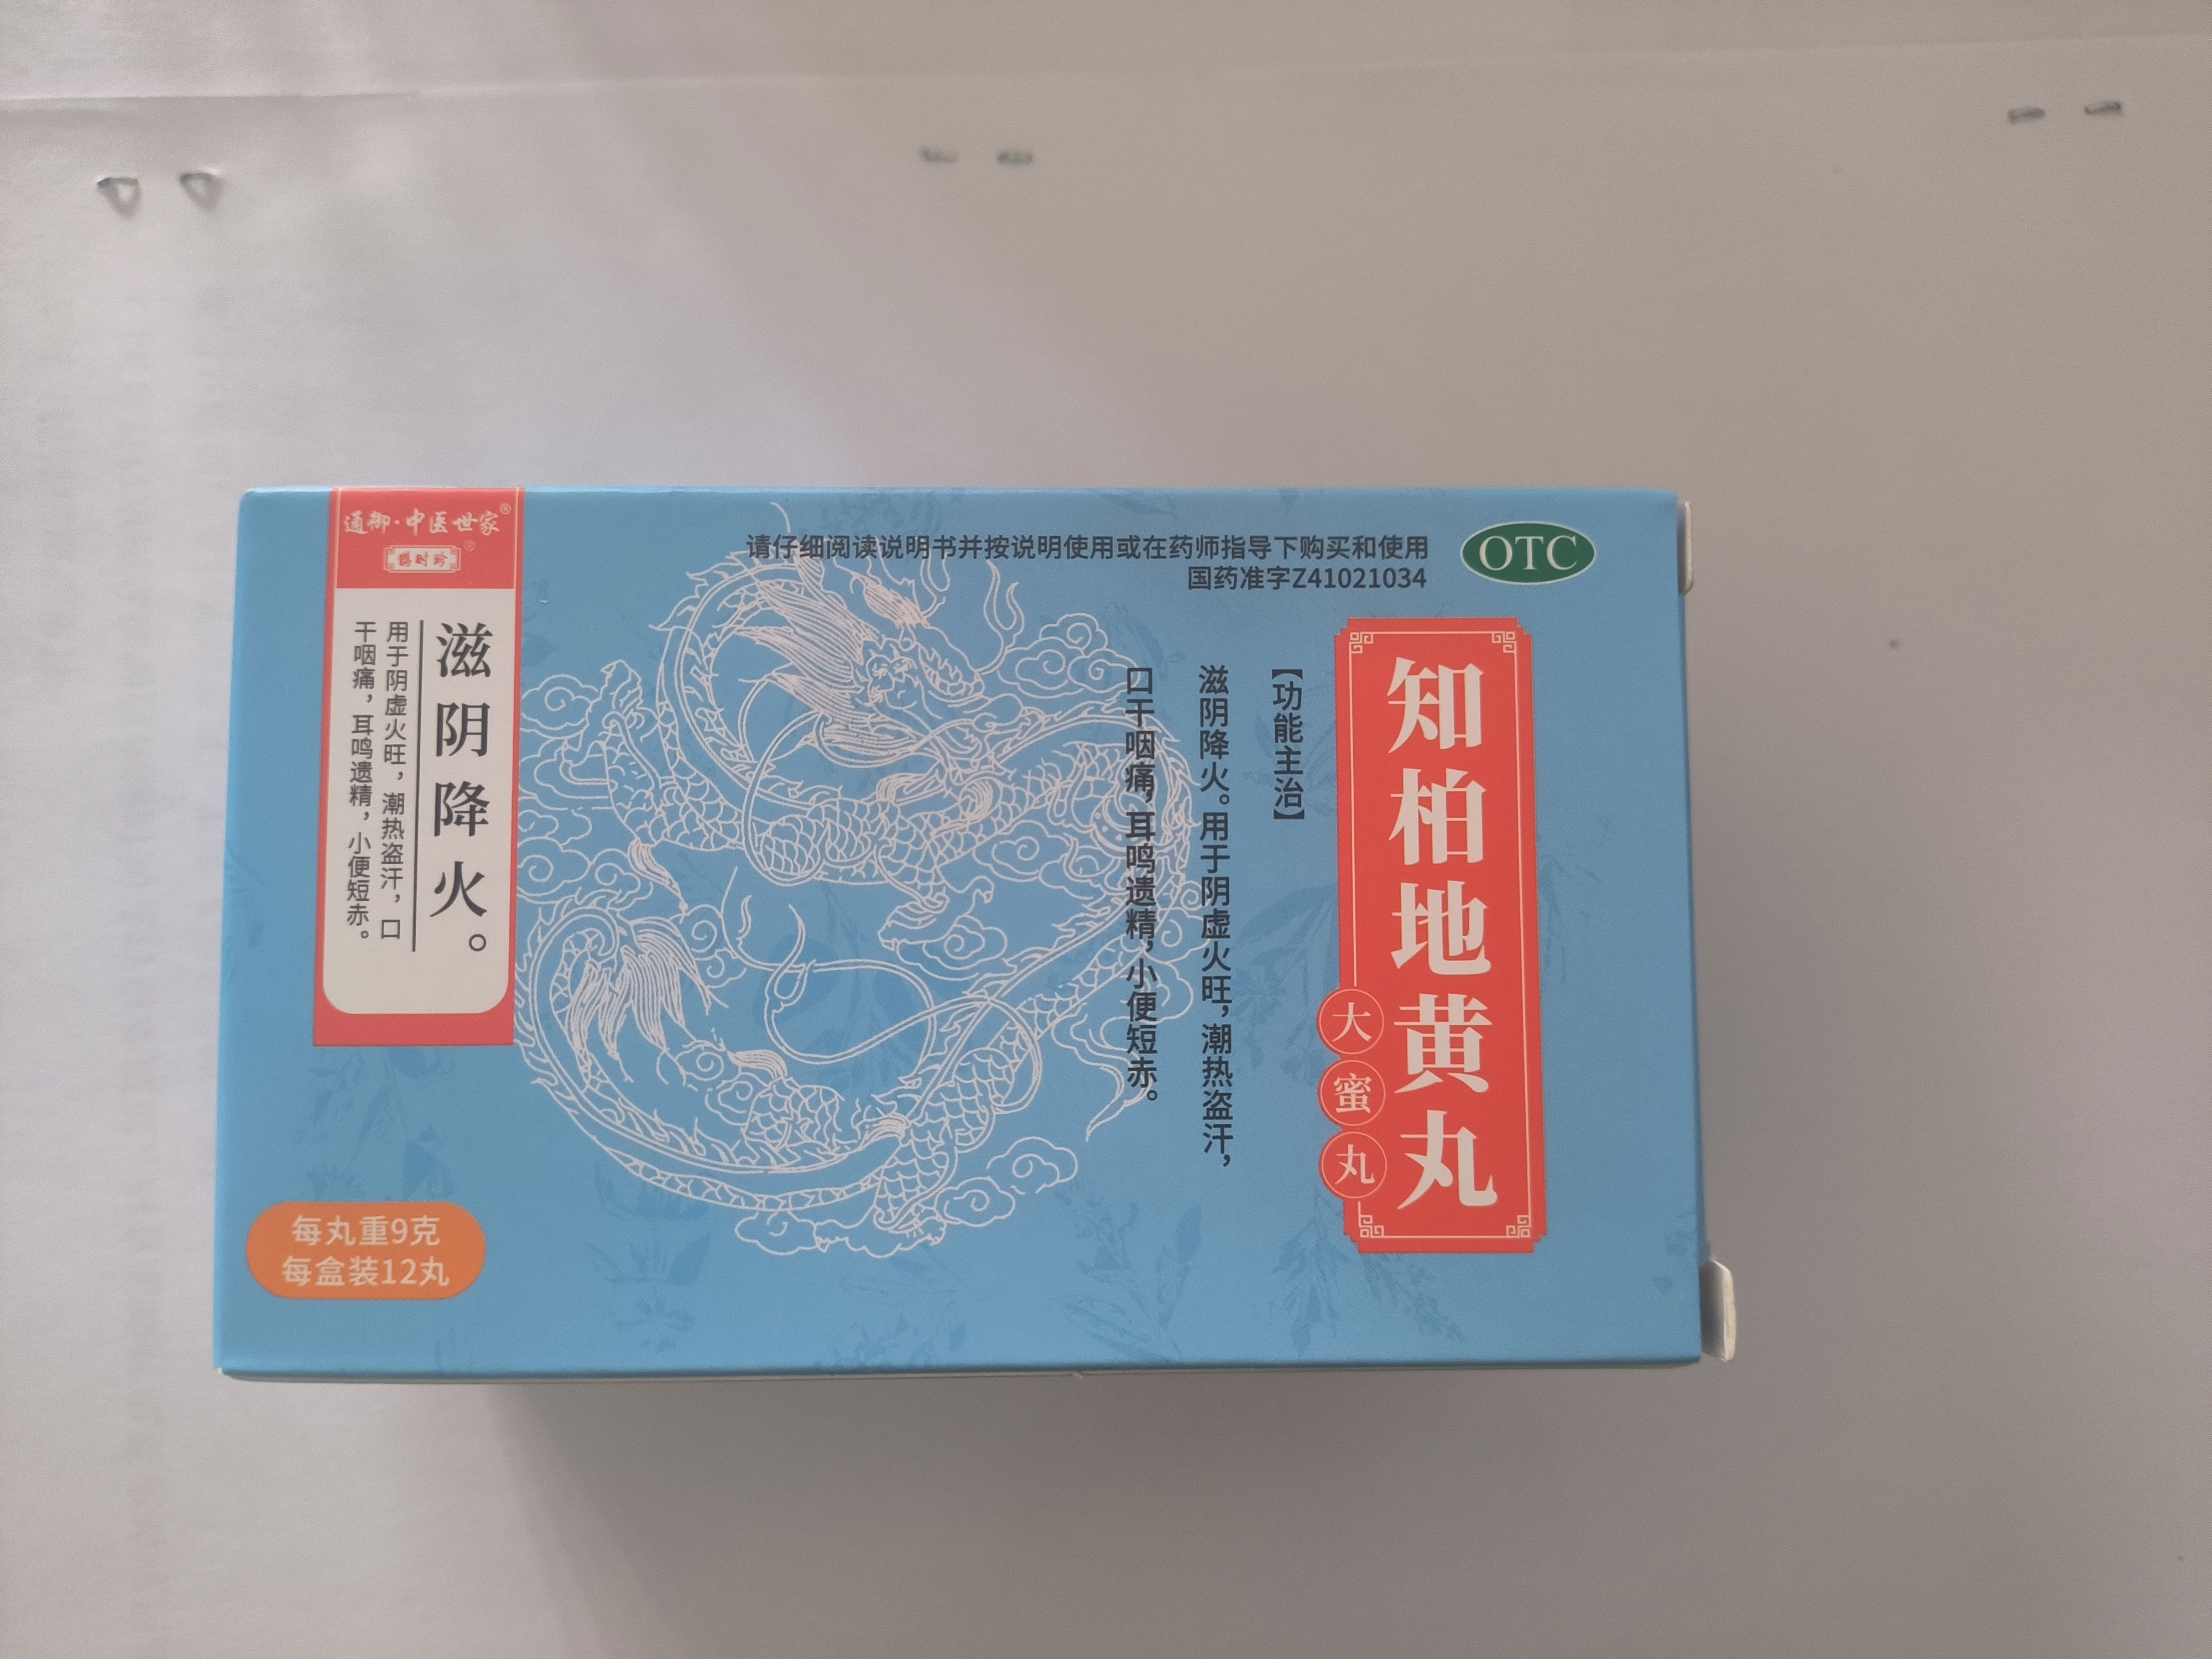 通御·中医世家®
鹏时珍®
滋阴降火。
用于阴虚火旺，潮热盗汗，口
干咽痛，耳鸣遗精，小便短赤。
每丸重9克
每盒装12丸
请仔细阅读说明书并按说明使用或在药师指导下购买和使用
国药准字Z41021034
OTC
知柏地黄丸
大蜜丸
【功能主治】
滋阴降火。用于阴虚火旺，潮热盗汗，
口干咽痛，耳鸣遗精，小便短赤。